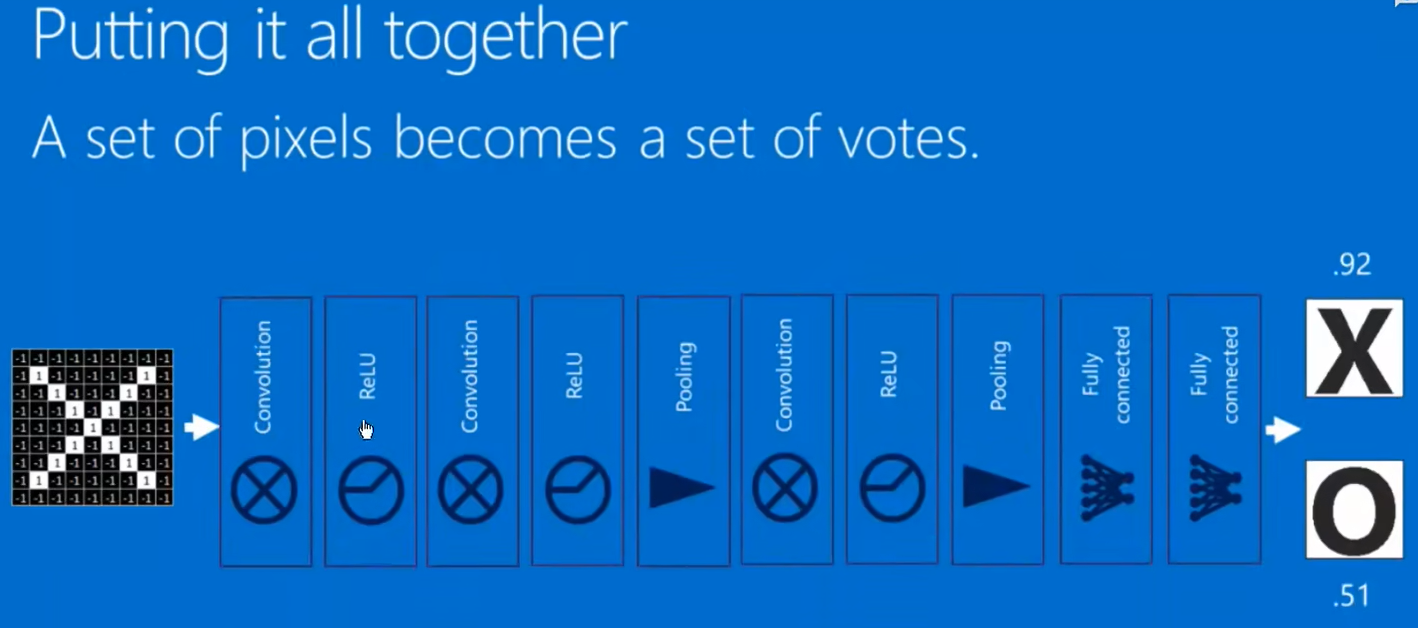 Putting it all together
A set of pixels becomes a set of votes.
-1 -1 -1 -1 -1 -1 -1 -1 -1
-1 1 -1 -1 -1 -1 -1 1 -1
-1 -1 1 -1 -1 -1 1 -1 -1
-1 -1 -1 1 -1 1 -1 -1 -1
-1 -1 -1 -1 1 -1 -1 -1 -1
-1 -1 -1 1 -1 1 -1 -1 -1
-1 -1 1 -1 -1 -1 1 -1 -1
-1 1 -1 -1 -1 -1 -1 1 -1
-1 -1 -1 -1 -1 -1 -1 -1 -1
Convolution
ReLU
Convolution
ReLU
Pooling
Convolution
ReLU
Pooling
Fully
connected
Fully
connected
.92
X
O
.51